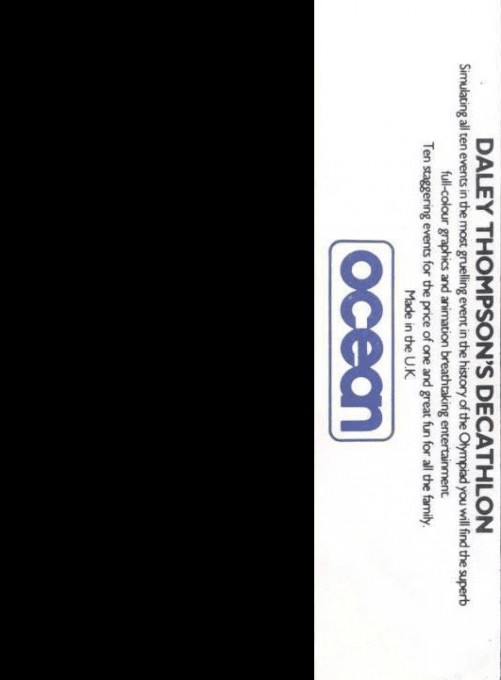 DALEY THOMPSON'S DECATHLON
Simulating all ten events in the most gruelling event in the history of the Olympiad you will find the superb
full-colour graphics and animation breathtaking entertainment.
Ten staggering events for the price of one and great fun for all the family.
Made in the U.K.
ocean